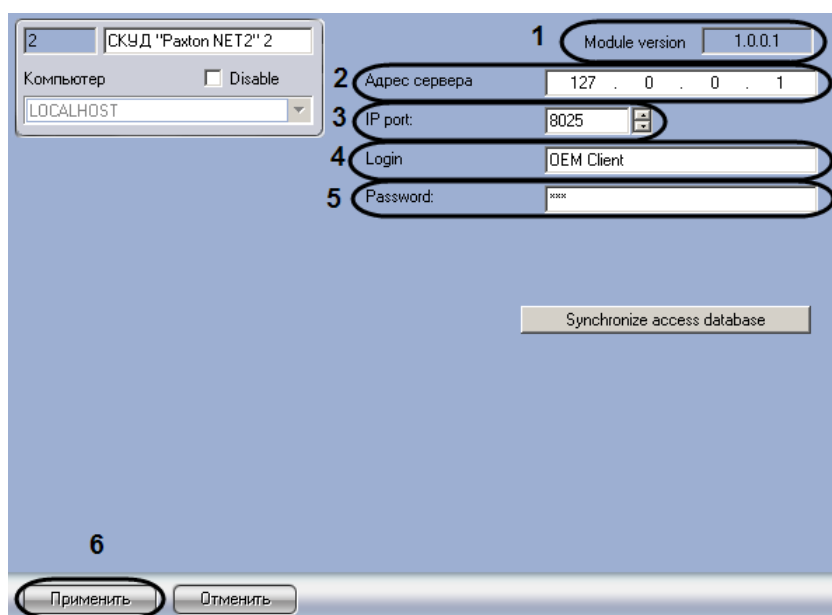 2 СКУД "Paxton NET2" 2
Компьютер Disable
LOCALHOST
1 Module version 1.0.0.1
2 Адрес сервера 127 . 0 . 0 . 1
3 IP port: 8025
4 Login OEM Client
5 Password: ***
Synchronize access database
6
Применить Отменить